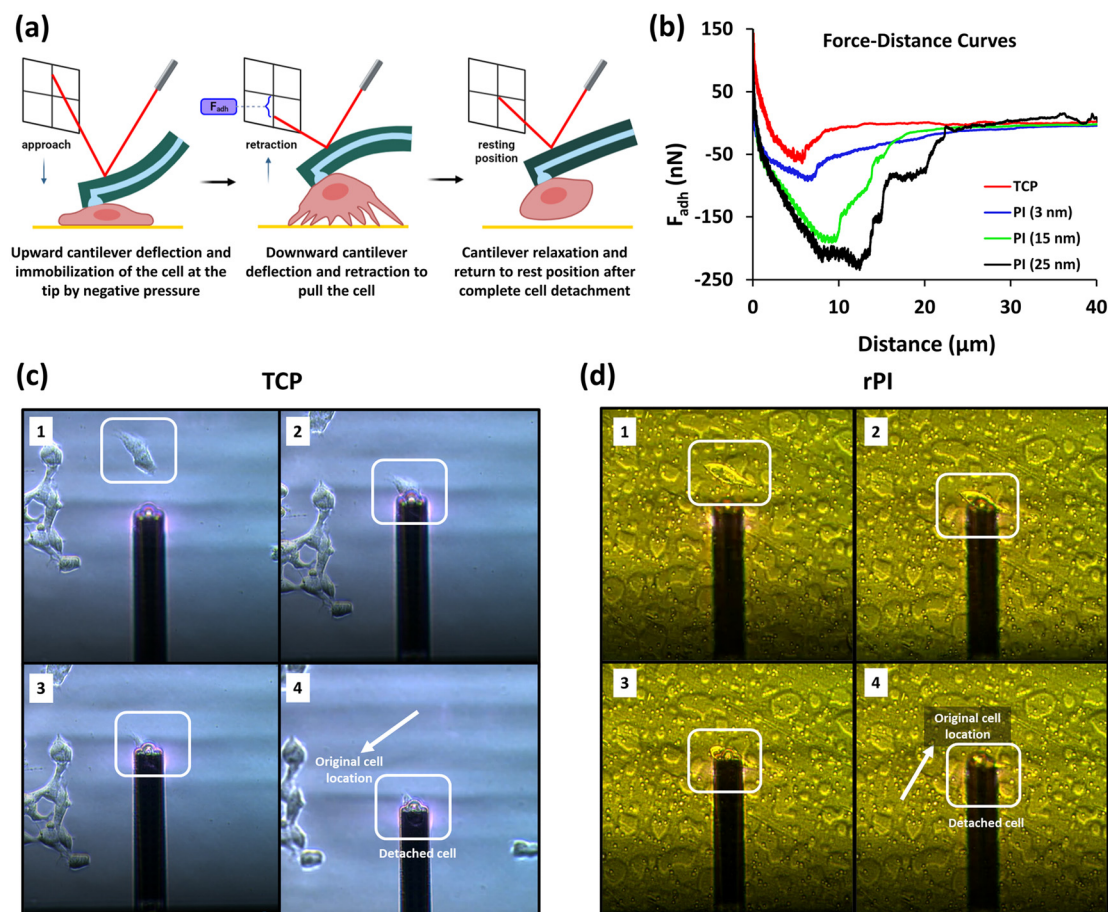 (a)
approach
F_adh
retraction
resting
position
Upward cantilever deflection and
immobilization of the cell at the
tip by negative pressure
Downward cantilever
deflection and retraction to
pull the cell
Cantilever relaxation and
return to rest position after
complete cell detachment
(b)
Force-Distance Curves
F_adh (nN)
150
50
-50
-150
-250
TCP
PI (3 nm)
PI (15 nm)
PI (25 nm)
0
10
20
30
40
Distance (μm)
(c)
TCP
1
2
3
4
Original cell
location
Detached cell
(d)
rPI
1
2
3
4
Original cell
location
Detached cell